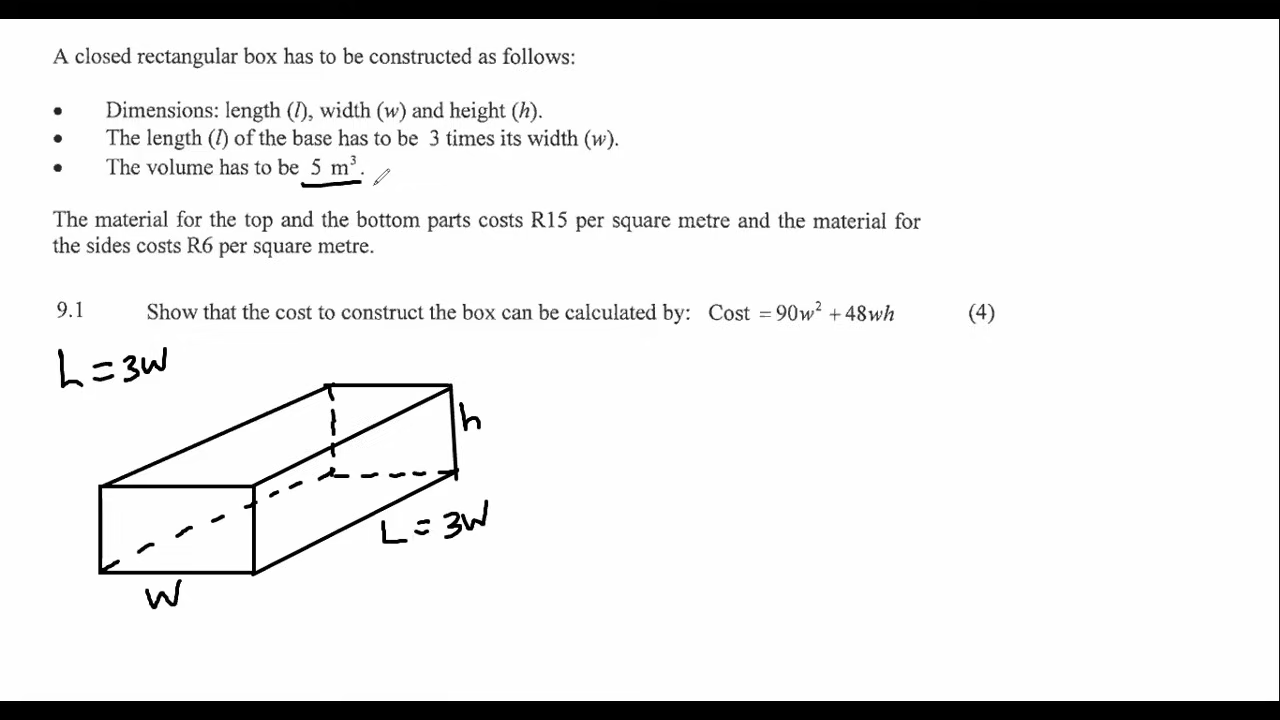 A closed rectangular box has to be constructed as follows:
• Dimensions: length (l), width (w) and height (h).
• The length (l) of the base has to be 3 times its width (w).
• The volume has to be 5 m³.
The material for the top and the bottom parts costs R15 per square metre and the material for
the sides costs R6 per square metre.
9.1 Show that the cost to construct the box can be calculated by: Cost = 90w² + 48wh (4)
L = 3W
h
L = 3W
W